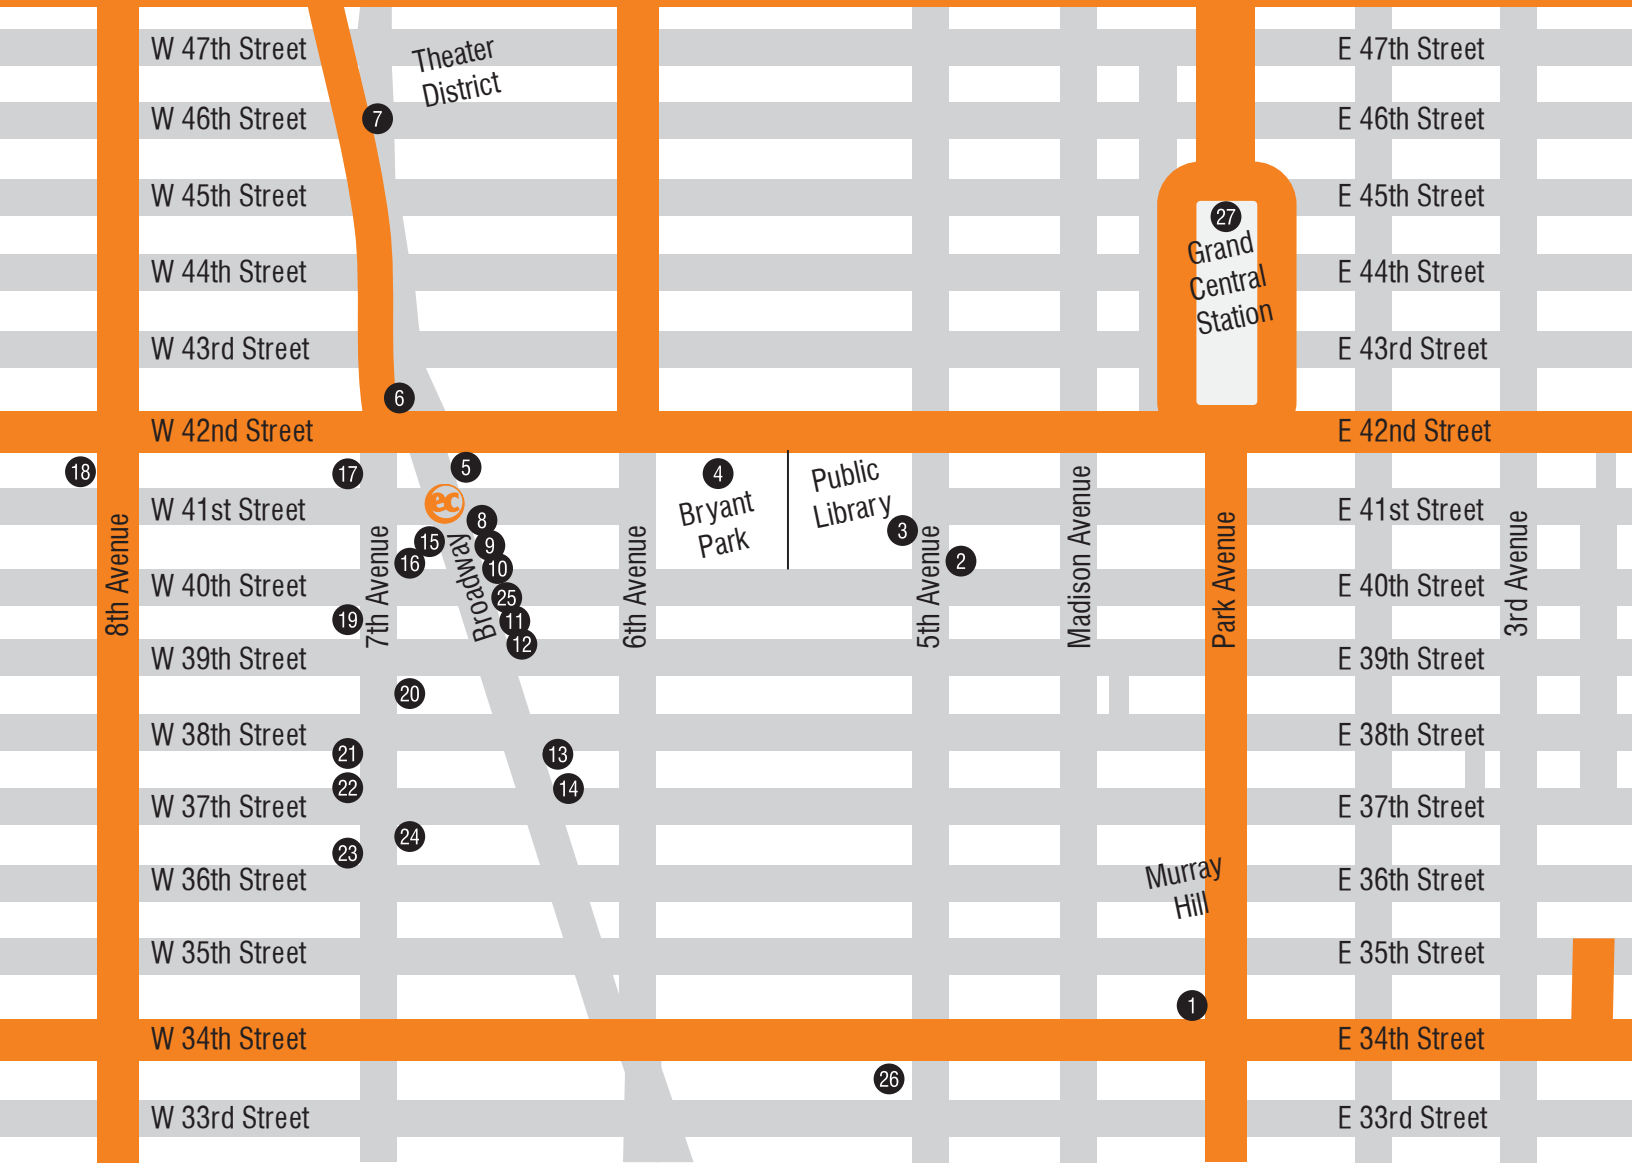 W 47th Street
Theater
District
E 47th Street
W 46th Street
7
E 46th Street
W 45th Street
E 45th Street
27
Grand
Central
Station
W 44th Street
E 44th Street
W 43rd Street
E 43rd Street
6
W 42nd Street
E 42nd Street
18
17
5
4
Bryant
Park
Public
Library
3
2
ec
W 41st Street
E 41st Street
8
15
9
16
10
W 40th Street
E 40th Street
25
19
11
12
8th Avenue
7th Avenue
Broadway
6th Avenue
5th Avenue
Madison Avenue
Park Avenue
3rd Avenue
W 39th Street
E 39th Street
20
W 38th Street
E 38th Street
21
13
22
14
W 37th Street
E 37th Street
24
23
Murray
Hill
W 36th Street
E 36th Street
W 35th Street
E 35th Street
1
W 34th Street
E 34th Street
26
W 33rd Street
E 33rd Street